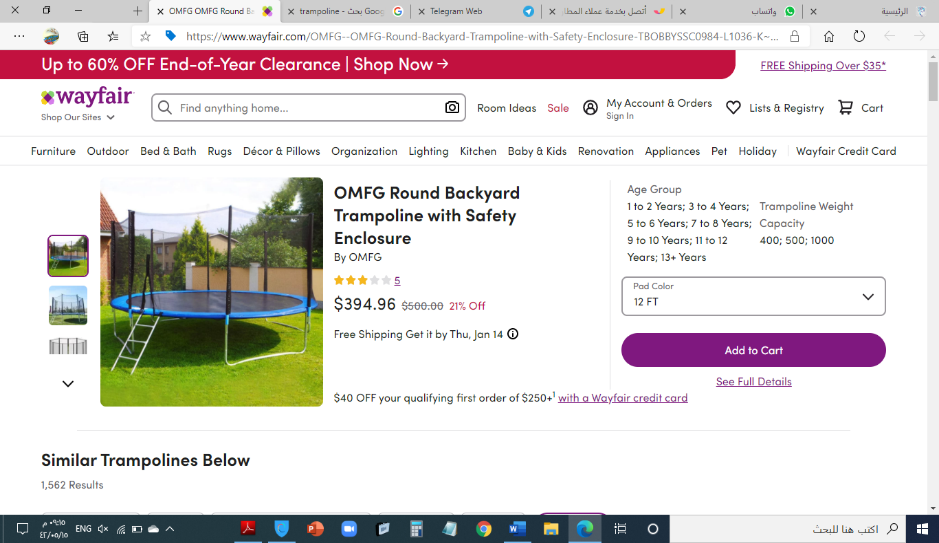 OMFG OMFG Round Ba
trampoline - بحث Goog
Telegram Web
أتصل بخدمة عملاء المطا
واتساب
الرئيسية
https://www.wayfair.com/OMFG--OMFG-Round-Backyard-Trampoline-with-Safety-Enclosure-TBOBBYSSC0984-L1036-K~...
Up to 60% OFF End-of-Year Clearance | Shop Now →
FREE Shipping Over $35*
wayfair
Shop Our Sites
Find anything home...
Room Ideas
Sale
My Account & Orders
Sign In
Lists & Registry
Cart
Furniture Outdoor Bed & Bath Rugs Décor & Pillows Organization Lighting Kitchen Baby & Kids Renovation Appliances Pet Holiday Wayfair Credit Card
OMFG Round Backyard
Trampoline with Safety
Enclosure
By OMFG
5
$394.96 $500.00 21% Off
Free Shipping Get it by Thu, Jan 14
$40 OFF your qualifying first order of $250+1 with a Wayfair credit card
Age Group
1 to 2 Years; 3 to 4 Years;
5 to 6 Years; 7 to 8 Years;
9 to 10 Years; 11 to 12
Years; 13+ Years
Trampoline Weight
Capacity
400; 500; 1000
Pad Color
12 FT
Add to Cart
See Full Details
Similar Trampolines Below
1,562 Results
ENG
اكتب هنا للبحث